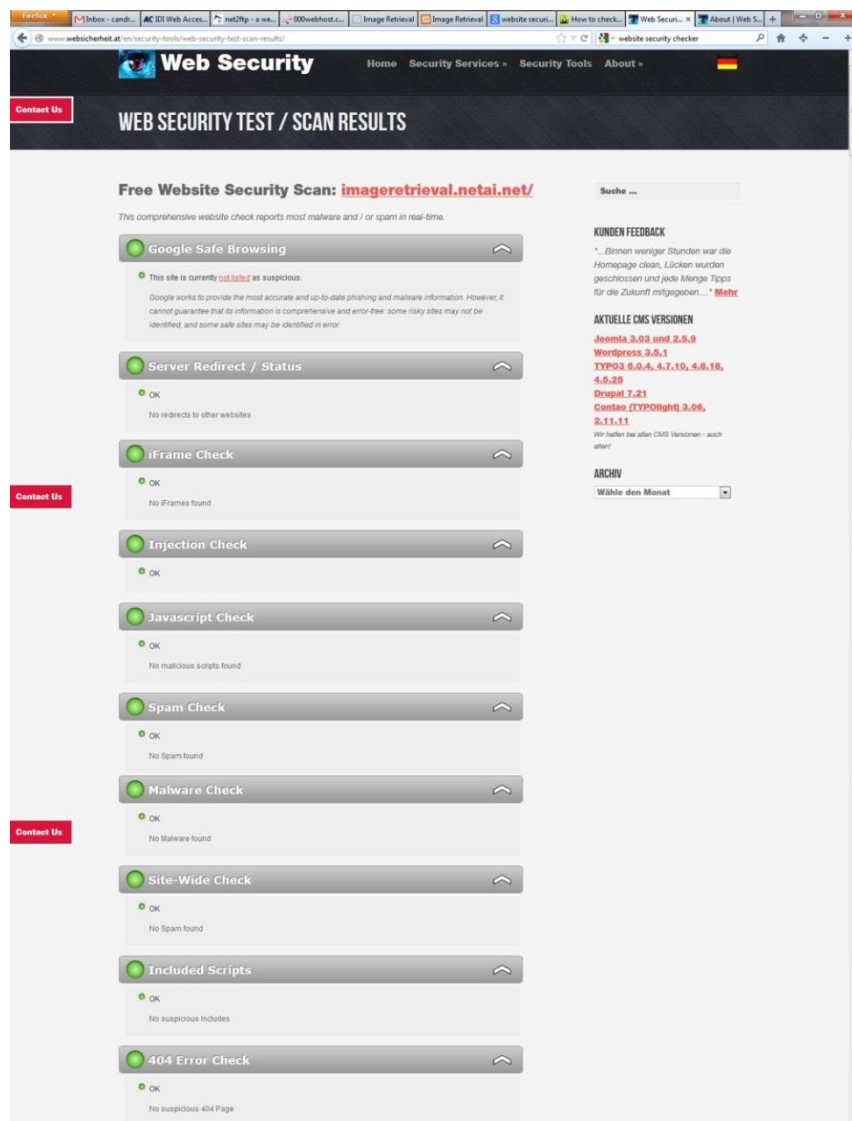 Firefox
Inbox - candr...
IDI Web Acces...
net2ftp - a we...
000webhost.c...
Image Retrieval
Image Retrieval
website securi...
How to check...
Web Securi... ×
About | Web S...
+
www.websicherheit.at/en/security-tools/web-security-test-scan-results/
website security checker
Web Security
Home Security Services » Security Tools About »
Contact Us
WEB SECURITY TEST / SCAN RESULTS
Free Website Security Scan: imageretrieval.netai.net/
This comprehensive website check reports most malware and / or spam in real-time.
Google Safe Browsing
This site is currently not listed as suspicious.
Google works to provide the most accurate and up-to-date phishing and malware information. However, it
cannot guarantee that its information is comprehensive and error-free: some risky sites may not be
identified, and some safe sites may be identified in error.
Server Redirect / Status
OK
No redirects to other websites
iFrame Check
OK
No iFrames found
Contact Us
Injection Check
OK
Javascript Check
OK
No malicious scripts found
Spam Check
OK
No Spam found
Malware Check
OK
No Malware found
Contact Us
Site-Wide Check
OK
No Spam found
Included Scripts
OK
No suspicious Includes
404 Error Check
OK
No suspicious 404 Page
Suche ...
KUNDEN FEEDBACK
"...Binnen weniger Stunden war die
Homepage clean, Lücken wurden
geschlossen und jede Menge Tipps
für die Zukunft mitgegeben...." Mehr
AKTUELLE CMS VERSIONEN
Joomla 3.03 und 2.5.9
Wordpress 3.5.1
TYPO3 6.0.4, 4.7.10, 4.6.18,
4.5.25
Drupal 7.21
Contao (TYPOlight) 3.06,
2.11.11
Wir helfen bei allen CMS Versionen - auch
alten!
ARCHIV
Wähle den Monat